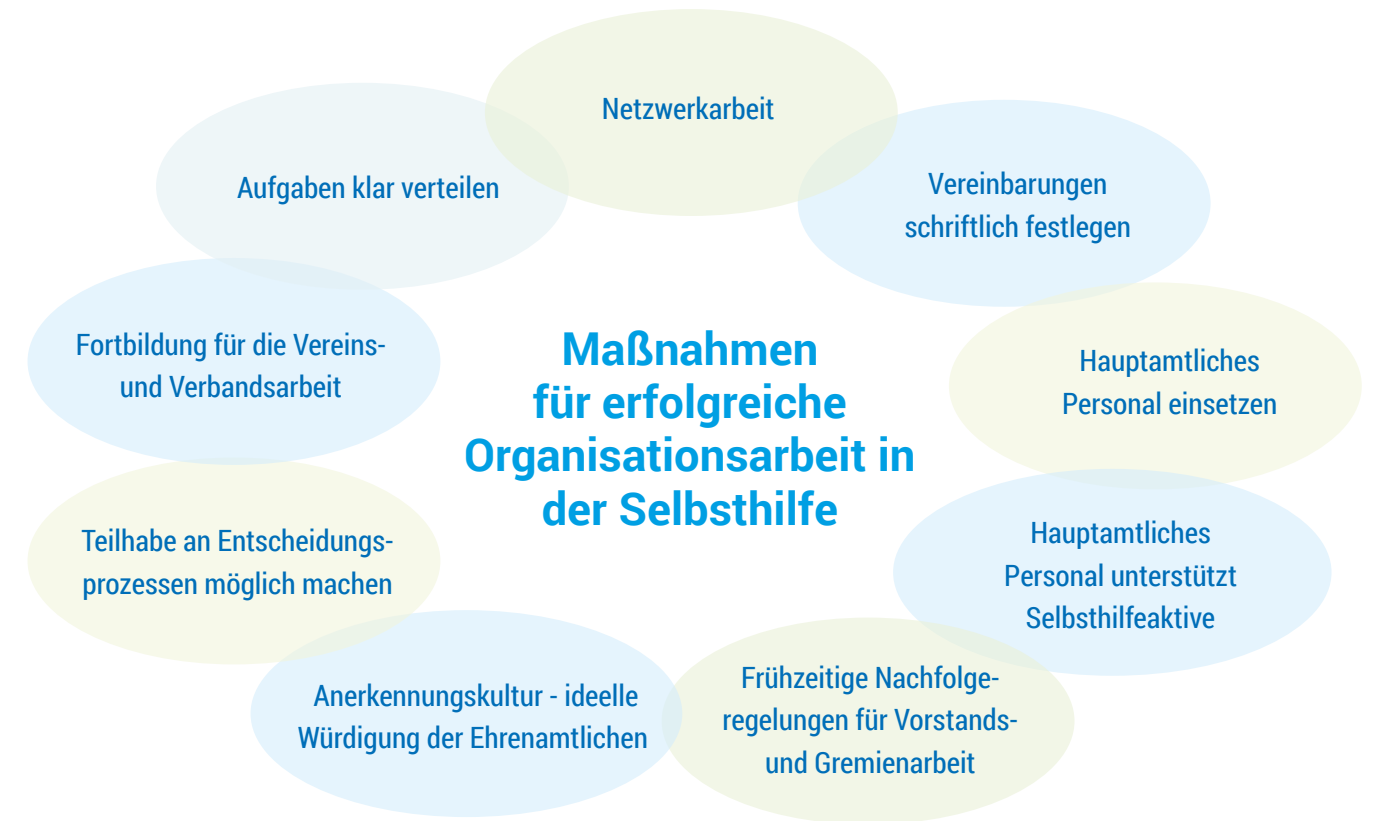 Netzwerkarbeit
Aufgaben klar verteilen
Vereinbarungen
schriftlich festlegen
Fortbildung für die Vereins-
und Verbandsarbeit
Maßnahmen
für erfolgreiche
Organisationsarbeit in
der Selbsthilfe
Hauptamtliches
Personal einsetzen
Teilhabe an Entscheidungs-
prozessen möglich machen
Hauptamtliches
Personal unterstützt
Selbsthilfeaktive
Anerkennungskultur - ideelle
Würdigung der Ehrenamtlichen
Frühzeitige Nachfolge-
regelungen für Vorstands-
und Gremienarbeit